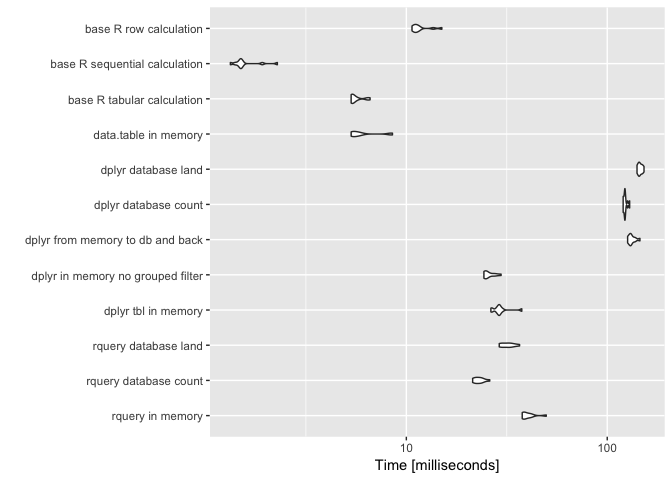 base R row calculation
base R sequential calculation
base R tabular calculation
data.table in memory
dplyr database land
dplyr database count
dplyr from memory to db and back
dplyr in memory no grouped filter
dplyr tbl in memory
rquery database land
rquery database count
rquery in memory
10 100
Time [milliseconds]